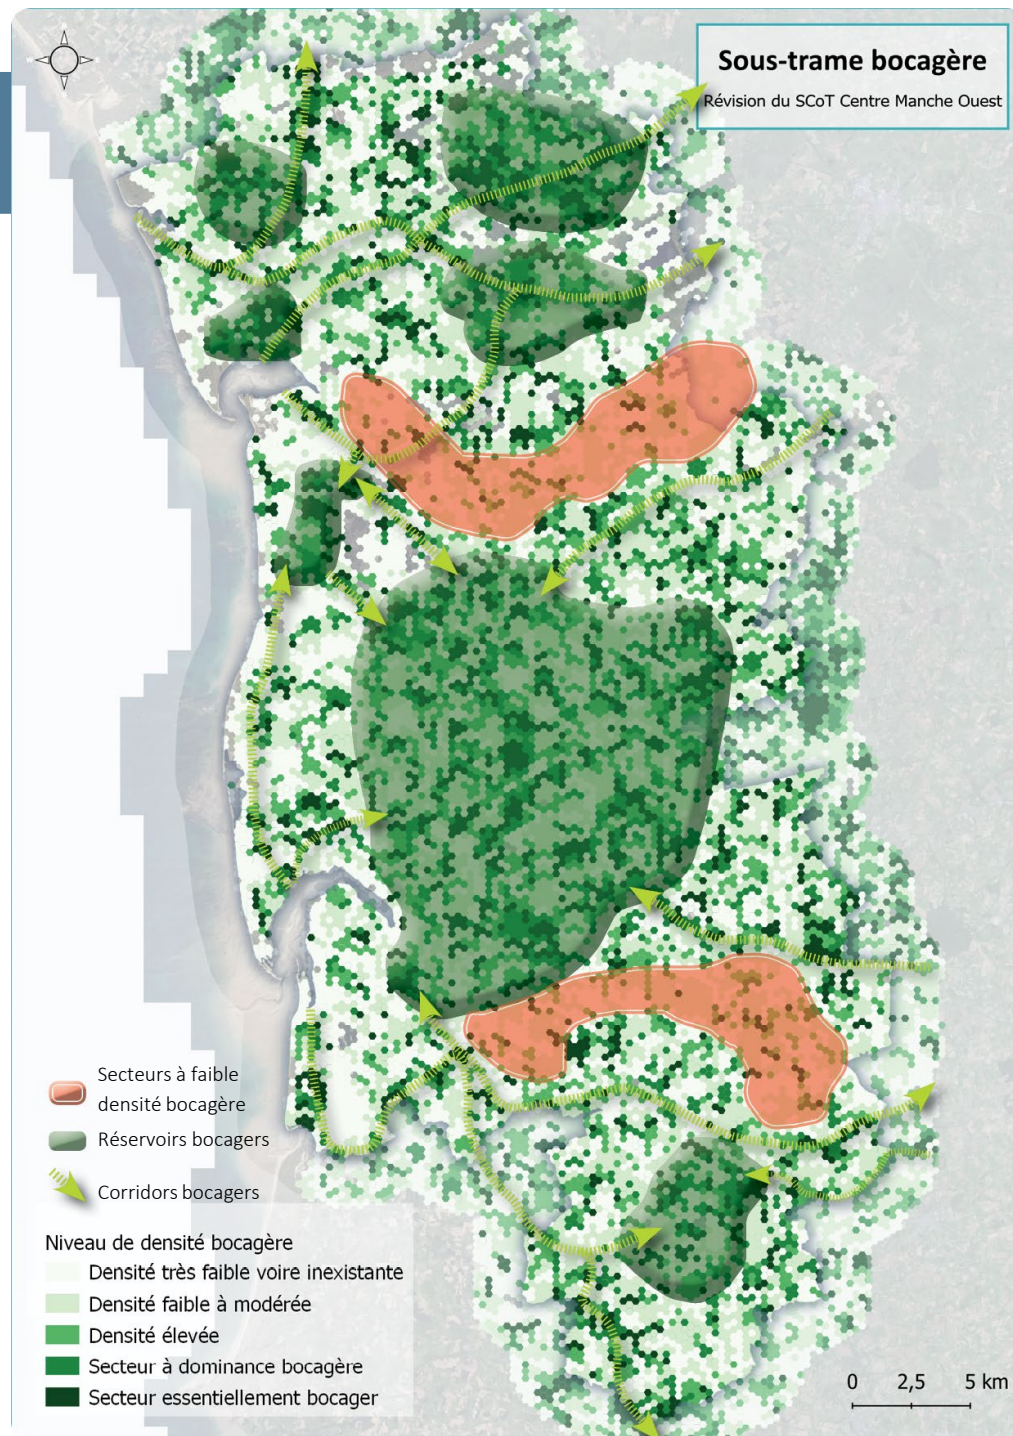 Sous-trame bocagère
Révision du SCoT Centre Manche Ouest
Secteurs à faible
densité bocagère
Réservoirs bocagers
Corridors bocagers
Niveau de densité bocagère
Densité très faible voire inexistante
Densité faible à modérée
Densité élevée
Secteur à dominance bocagère
Secteur essentiellement bocager
0 2,5 5 km